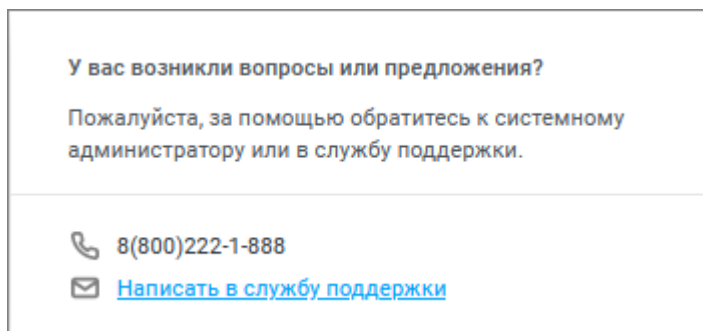 У вас возникли вопросы или предложения?
Пожалуйста, за помощью обратитесь к системному
администратору или в службу поддержки.
8(800)222-1-888
Написать в службу поддержки